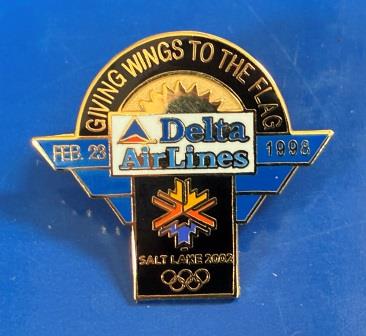 GIVING WINGS TO THE FLAG
FEB. 23
Delta
AirLines
1998
SALT LAKE 2002